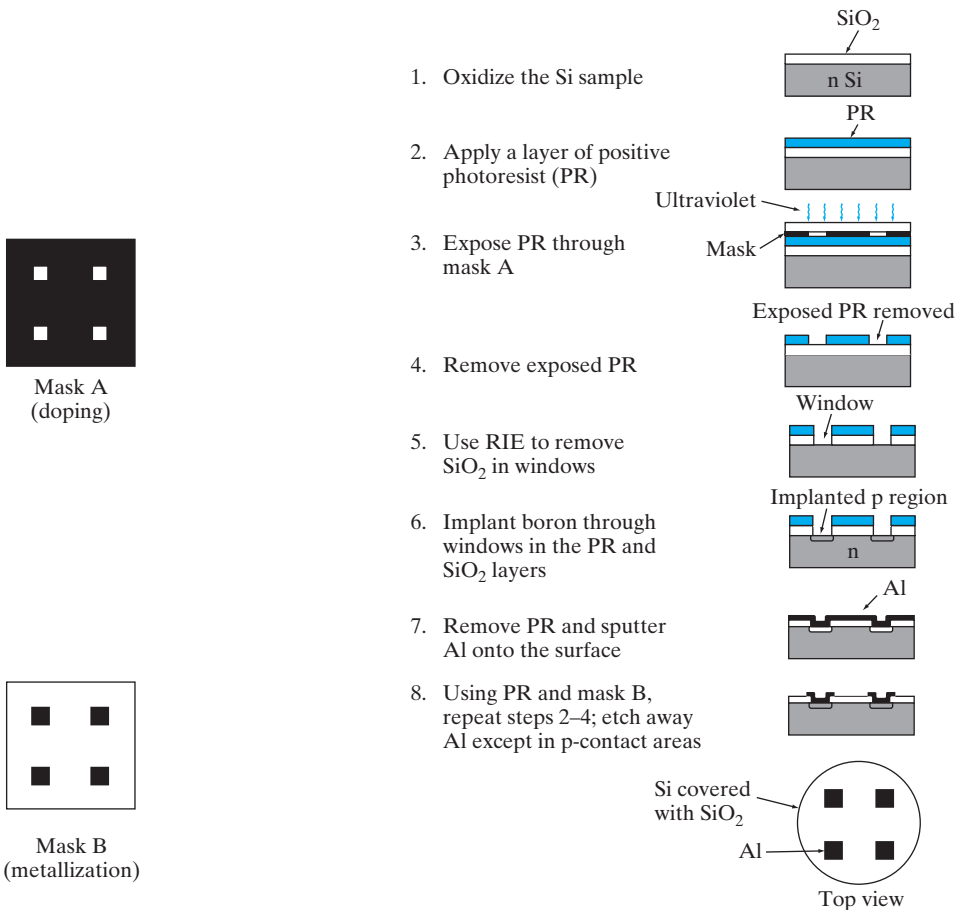 SiO₂
1. Oxidize the Si sample
n Si
PR
2. Apply a layer of positive
photoresist (PR)
Ultraviolet
3. Expose PR through
mask A
Mask
Mask A
(doping)
Exposed PR removed
4. Remove exposed PR
Window
5. Use RIE to remove
SiO₂ in windows
Implanted p region
6. Implant boron through
windows in the PR and
SiO₂ layers
n
Al
7. Remove PR and sputter
Al onto the surface
8. Using PR and mask B,
repeat steps 2–4; etch away
Al except in p-contact areas
Mask B
(metallization)
Si covered
with SiO₂
Al
Top view